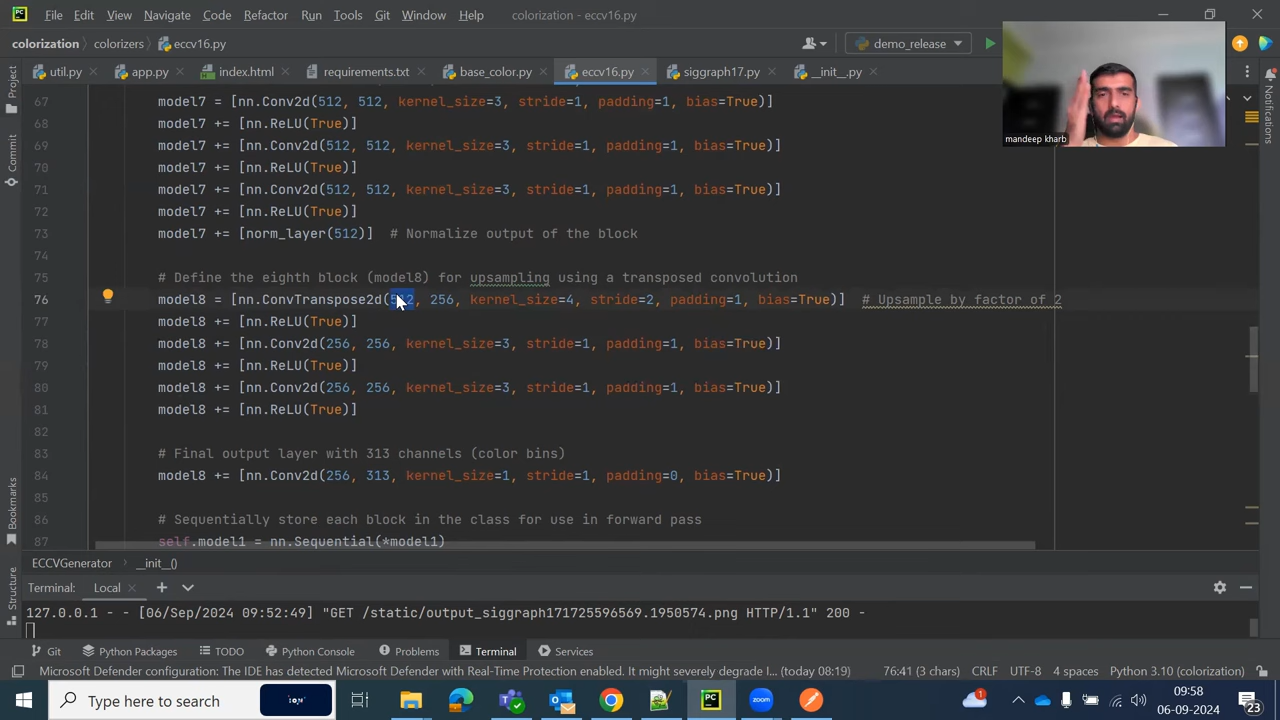 File Edit View Navigate Code Refactor Run Tools Git Window Help colorization - eccv16.py
colorization colorizers eccv16.py demo_release
Project
util.py app.py index.html requirements.txt base_color.py eccv16.py siggraph17.py __init__.py
mandeep kharb
Notifications
67 model7 = [nn.Conv2d(512, 512, kernel_size=3, stride=1, padding=1, bias=True)]
68 model7 += [nn.ReLU(True)]
Commit
69 model7 += [nn.Conv2d(512, 512, kernel_size=3, stride=1, padding=1, bias=True)]
70 model7 += [nn.ReLU(True)]
71 model7 += [nn.Conv2d(512, 512, kernel_size=3, stride=1, padding=1, bias=True)]
72 model7 += [nn.ReLU(True)]
73 model7 += [norm_layer(512)] # Normalize output of the block
74
75 # Define the eighth block (model8) for upsampling using a transposed convolution
76 model8 = [nn.ConvTranspose2d(512, 256, kernel_size=4, stride=2, padding=1, bias=True)] # Upsample by factor of 2
77 model8 += [nn.ReLU(True)]
78 model8 += [nn.Conv2d(256, 256, kernel_size=3, stride=1, padding=1, bias=True)]
79 model8 += [nn.ReLU(True)]
80 model8 += [nn.Conv2d(256, 256, kernel_size=3, stride=1, padding=1, bias=True)]
81 model8 += [nn.ReLU(True)]
82
83 # Final output layer with 313 channels (color bins)
84 model8 += [nn.Conv2d(256, 313, kernel_size=1, stride=1, padding=0, bias=True)]
85
Bookmarks
86 # Sequentially store each block in the class for use in forward pass
87 self.model1 = nn.Sequential(*model1)
ECCVGenerator __init__()
Structure
Terminal: Local
127.0.0.1 - - [06/Sep/2024 09:52:49] "GET /static/output_siggraph171725596569.1950574.png HTTP/1.1" 200 -
Git Python Packages TODO Python Console Problems Terminal Services
Microsoft Defender configuration: The IDE has detected Microsoft Defender with Real-Time Protection enabled. It might severely degrade I... (today 08:19) 76:41 (3 chars) CRLF UTF-8 4 spaces Python 3.10 (colorization)
Type here to search
1
09:58
06-09-2024
23